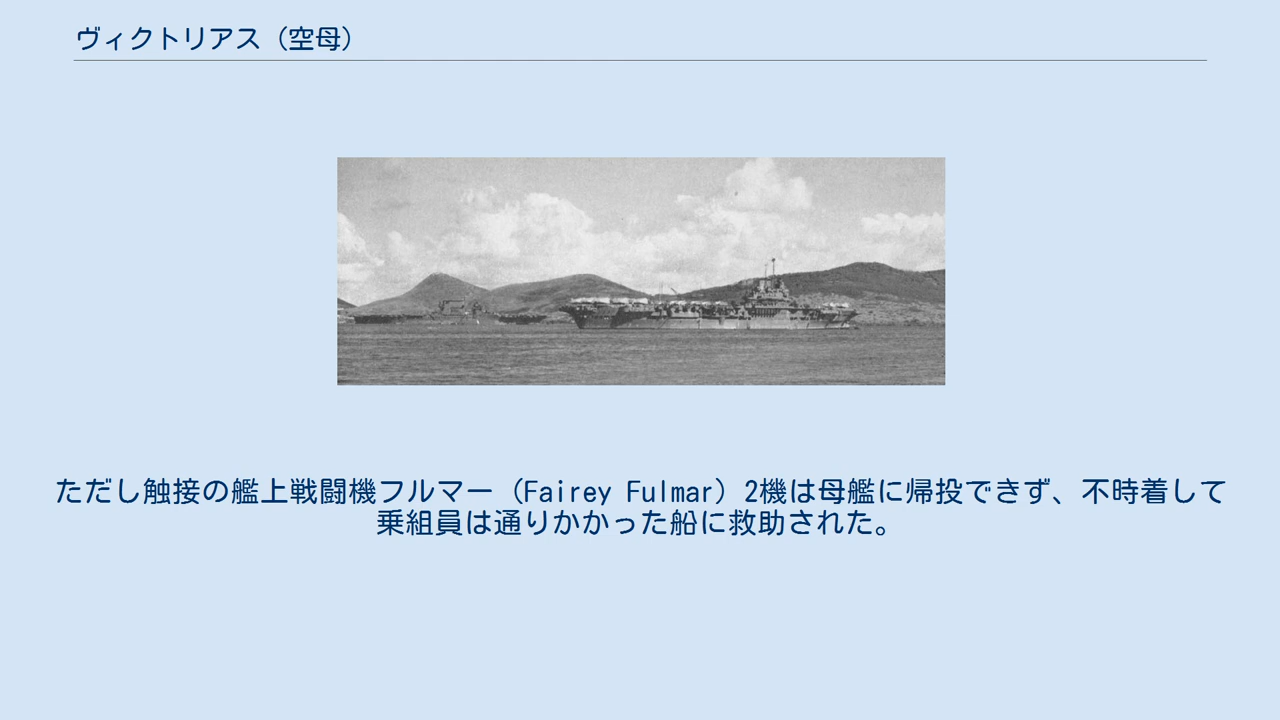 ヴィクトリアス（空母）
ただし触接の艦上戦闘機フルマー（Fairey Fulmar）2機は母艦に帰投できず、不時着して
乗組員は通りかかった船に救助された。